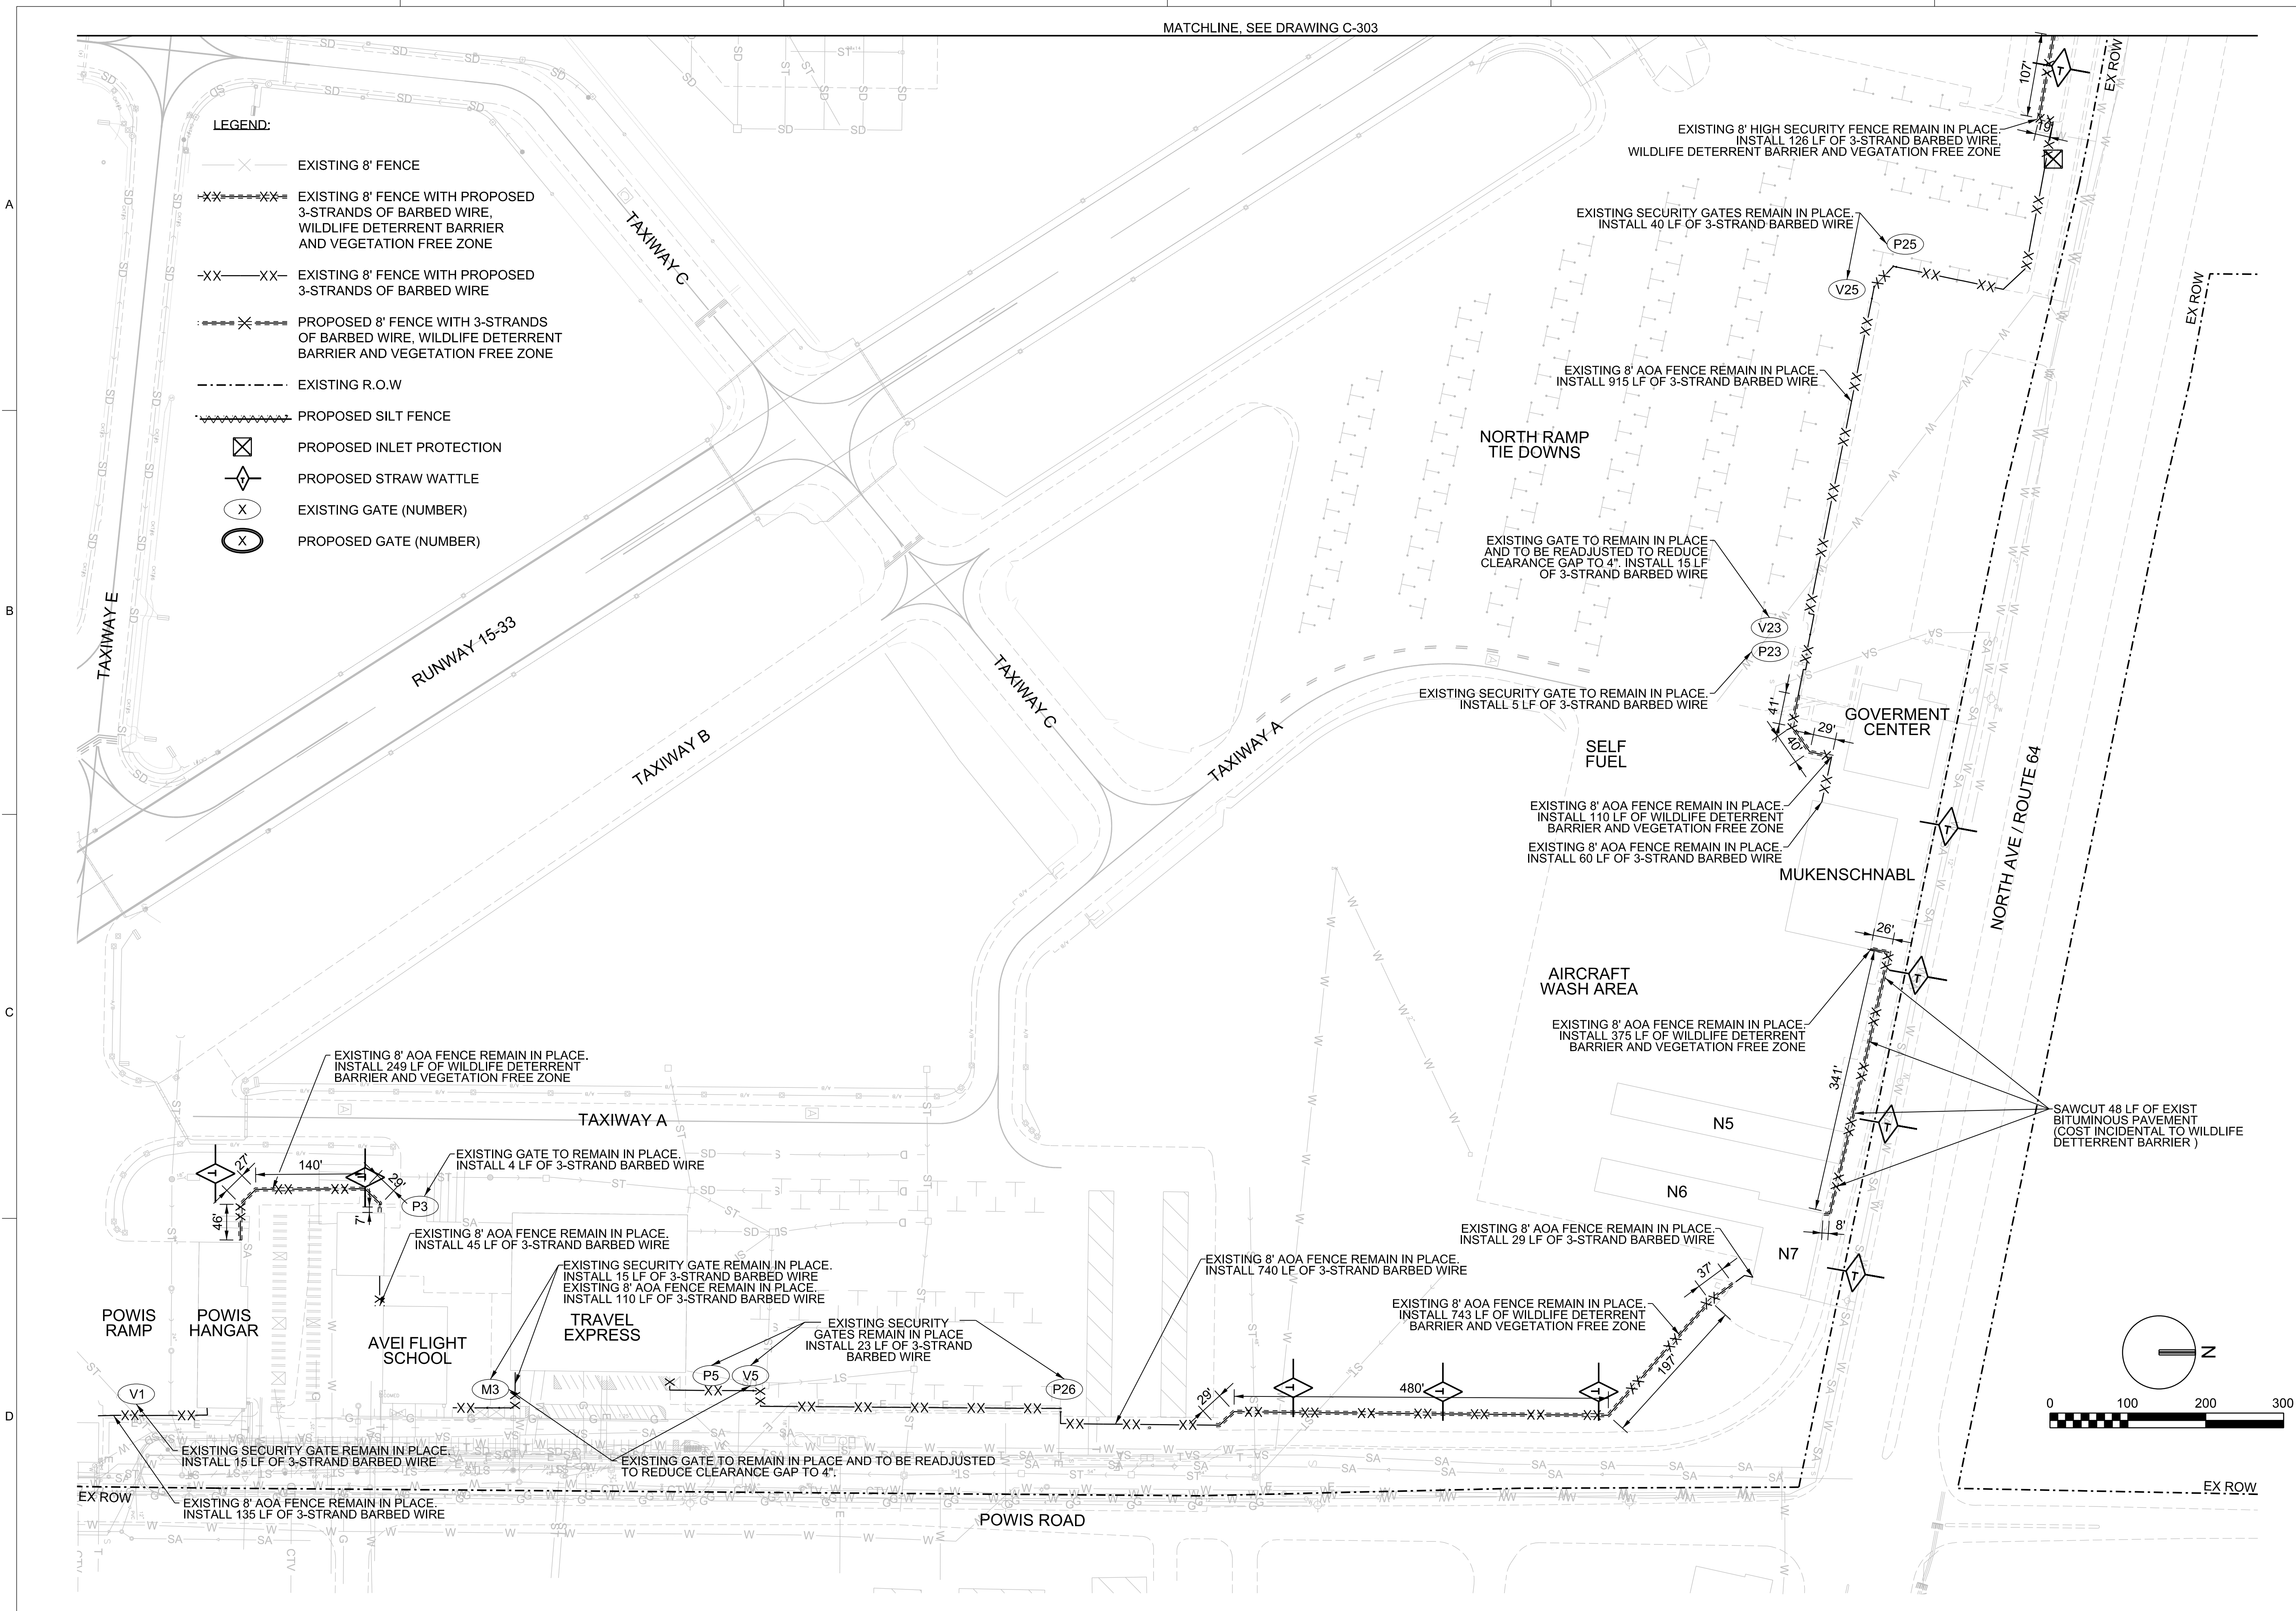 MATCHLINE, SEE DRAWING C-303
LEGEND:
EXISTING 8' FENCE
EXISTING 8' FENCE WITH PROPOSED
3-STRANDS OF BARBED WIRE,
WILDLIFE DETERRENT BARRIER
AND VEGETATION FREE ZONE
EXISTING 8' FENCE WITH PROPOSED
3-STRANDS OF BARBED WIRE
PROPOSED 8' FENCE WITH 3-STRANDS
OF BARBED WIRE, WILDLIFE DETERRENT
BARRIER AND VEGETATION FREE ZONE
EXISTING R.O.W
PROPOSED SILT FENCE
PROPOSED INLET PROTECTION
T
PROPOSED STRAW WATTLE
X
EXISTING GATE (NUMBER)
X
PROPOSED GATE (NUMBER)
A
B
C
D
TAXIWAY E
RUNWAY 15-33
TAXIWAY C
TAXIWAY B
TAXIWAY C
TAXIWAY A
TAXIWAY A
107'
19'
EX ROW
EXISTING 8' HIGH SECURITY FENCE REMAIN IN PLACE.
INSTALL 126 LF OF 3-STRAND BARBED WIRE,
WILDLIFE DETERRENT BARRIER AND VEGATATION FREE ZONE
EXISTING SECURITY GATES REMAIN IN PLACE.
INSTALL 40 LF OF 3-STRAND BARBED WIRE
P25
V25
EX ROW
EXISTING 8' AOA FENCE REMAIN IN PLACE.
INSTALL 915 LF OF 3-STRAND BARBED WIRE
NORTH RAMP
TIE DOWNS
EXISTING GATE TO REMAIN IN PLACE
AND TO BE READJUSTED TO REDUCE
CLEARANCE GAP TO 4". INSTALL 15 LF
OF 3-STRAND BARBED WIRE
V23
P23
EXISTING SECURITY GATE TO REMAIN IN PLACE.
INSTALL 5 LF OF 3-STRAND BARBED WIRE
41'
29'
40'
GOVERMENT
CENTER
SELF
FUEL
EXISTING 8' AOA FENCE REMAIN IN PLACE.
INSTALL 110 LF OF WILDLIFE DETERRENT
BARRIER AND VEGETATION FREE ZONE
EXISTING 8' AOA FENCE REMAIN IN PLACE.
INSTALL 60 LF OF 3-STRAND BARBED WIRE
MUKENSCHNABL
NORTH AVE / ROUTE 64
26'
AIRCRAFT
WASH AREA
EXISTING 8' AOA FENCE REMAIN IN PLACE.
INSTALL 375 LF OF WILDLIFE DETERRENT
BARRIER AND VEGETATION FREE ZONE
341'
SAWCUT 48 LF OF EXIST
BITUMINOUS PAVEMENT
(COST INCIDENTAL TO WILDLIFE
DETTERRENT BARRIER )
N5
N6
N7
8'
EXISTING 8' AOA FENCE REMAIN IN PLACE.
INSTALL 249 LF OF WILDLIFE DETERRENT
BARRIER AND VEGETATION FREE ZONE
27'
140'
29'
46'
7'
EXISTING GATE TO REMAIN IN PLACE.
INSTALL 4 LF OF 3-STRAND BARBED WIRE
P3
EXISTING 8' AOA FENCE REMAIN IN PLACE.
INSTALL 45 LF OF 3-STRAND BARBED WIRE
EXISTING SECURITY GATE REMAIN IN PLACE.
INSTALL 15 LF OF 3-STRAND BARBED WIRE
EXISTING 8' AOA FENCE REMAIN IN PLACE.
INSTALL 110 LF OF 3-STRAND BARBED WIRE
EXISTING 8' AOA FENCE REMAIN IN PLACE.
INSTALL 740 LF OF 3-STRAND BARBED WIRE
EXISTING 8' AOA FENCE REMAIN IN PLACE.
INSTALL 29 LF OF 3-STRAND BARBED WIRE
37'
EXISTING 8' AOA FENCE REMAIN IN PLACE.
INSTALL 743 LF OF WILDLIFE DETERRENT
BARRIER AND VEGETATION FREE ZONE
197'
480'
29'
POWIS
RAMP
POWIS
HANGAR
AVEI FLIGHT
SCHOOL
TRAVEL
EXPRESS
EXISTING SECURITY
GATES REMAIN IN PLACE
INSTALL 23 LF OF 3-STRAND
BARBED WIRE
V1
M3
P5
V5
P26
EXISTING SECURITY GATE REMAIN IN PLACE.
INSTALL 15 LF OF 3-STRAND BARBED WIRE
EXISTING GATE TO REMAIN IN PLACE AND TO BE READJUSTED
TO REDUCE CLEARANCE GAP TO 4".
EX ROW
EXISTING 8' AOA FENCE REMAIN IN PLACE.
INSTALL 135 LF OF 3-STRAND BARBED WIRE
POWIS ROAD
EX ROW
N
0 100 200 300